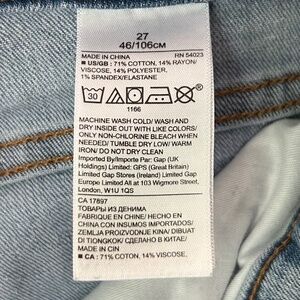 27
46/106CM
MADE IN CHINA RN 54023
■ US/GB : 71% COTTON, 14% RAYON/
VISCOSE, 14% POLYESTER,
1% SPANDEX/ELASTANE
30
1166
MACHINE WASH COLD/ WASH AND
DRY INSIDE OUT WITH LIKE COLORS/
ONLY NON-CHLORINE BLEACH WHEN
NEEDED/ TUMBLE DRY LOW/ WARM
IRON/ DO NOT DRY CLEAN
Imported By/Importé Par: Gap (UK
Holdings) Limited: GPS (Great Britain)
Limited Gap Stores (Ireland) Limited Gap
Europe Limited All at 103 Wigmore Street,
London, W1U 1QS
CA 17897
ТОВАРЫ ИЗ ДЕНИМА
FABRIQUE EN CHINE/ HECHO EN
CHINA CON INSUMOS IMPORTADOS/
ZEMLJA PROIZVODNJE KINA/ DIBUAT
DI TIONGKOK/ СДЕЛАНО В КИТАЕ/
IN CINA
■ CA : 71% COTTON, 14% VISCOSE,